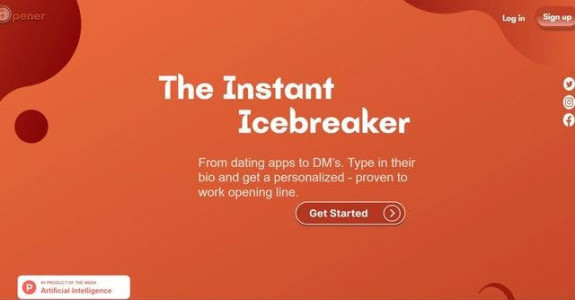 Opener
Log in
Sign up
The Instant
Icebreaker
From dating apps to DM's. Type in their
bio and get a personalized - proven to
work opening line.
Get Started
P
#1 PRODUCT OF THE WEEK
Artificial Intelligence